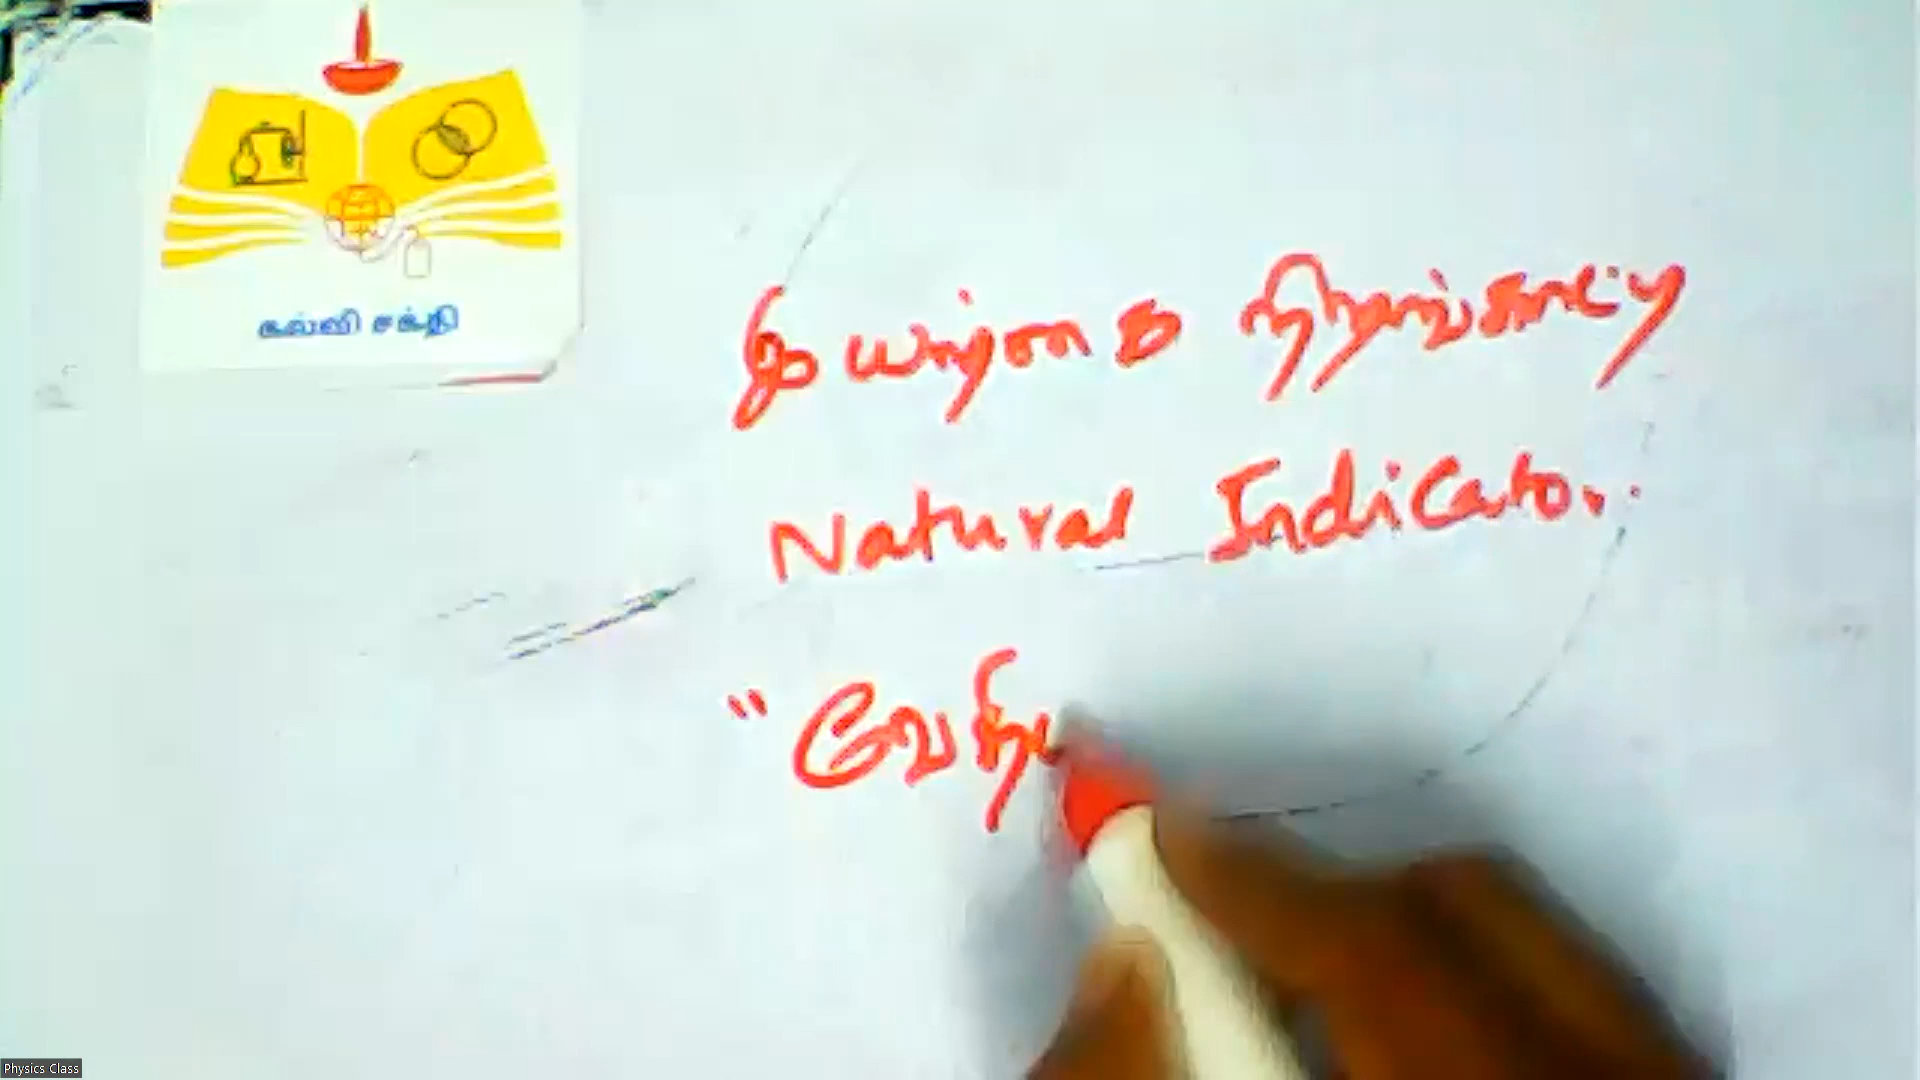 கல்வி சக்தி
இயற்கை நிறங்காட்டி
Natural Indicator.
"வேதி
Physics Class